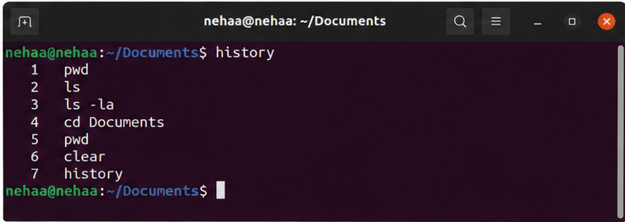 nehaa@nehaa: ~/Documents
nehaa@nehaa:~/Documents$ history
1 pwd
2 ls
3 ls -la
4 cd Documents
5 pwd
6 clear
7 history
nehaa@nehaa:~/Documents$